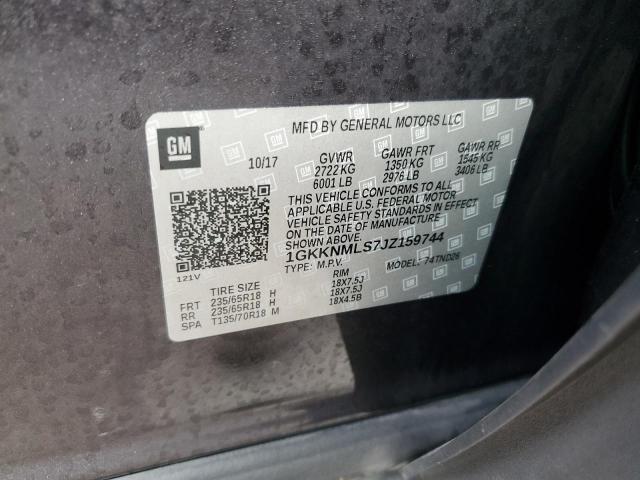 GM
MFD BY GENERAL MOTORS LLC
10/17 GVWR GAWR FRT GAWR RR
2722 KG 1350 KG 1545 KG
6001 LB 2976 LB 3406 LB
THIS VEHICLE CONFORMS TO ALL
APPLICABLE U.S. FEDERAL MOTOR
VEHICLE SAFETY STANDARDS IN EFFECT
ON THE DATE OF MANUFACTURE
SHOWN ABOVE.
1GKKNMLS7JZ159744
TYPE: M.P.V. MODEL: 74TND26
121V
TIRE SIZE RIM
FRT 235/65R18 H 18X7.5J
RR 235/65R18 H 18X7.5J
SPA T135/70R18 M 18X4.5B